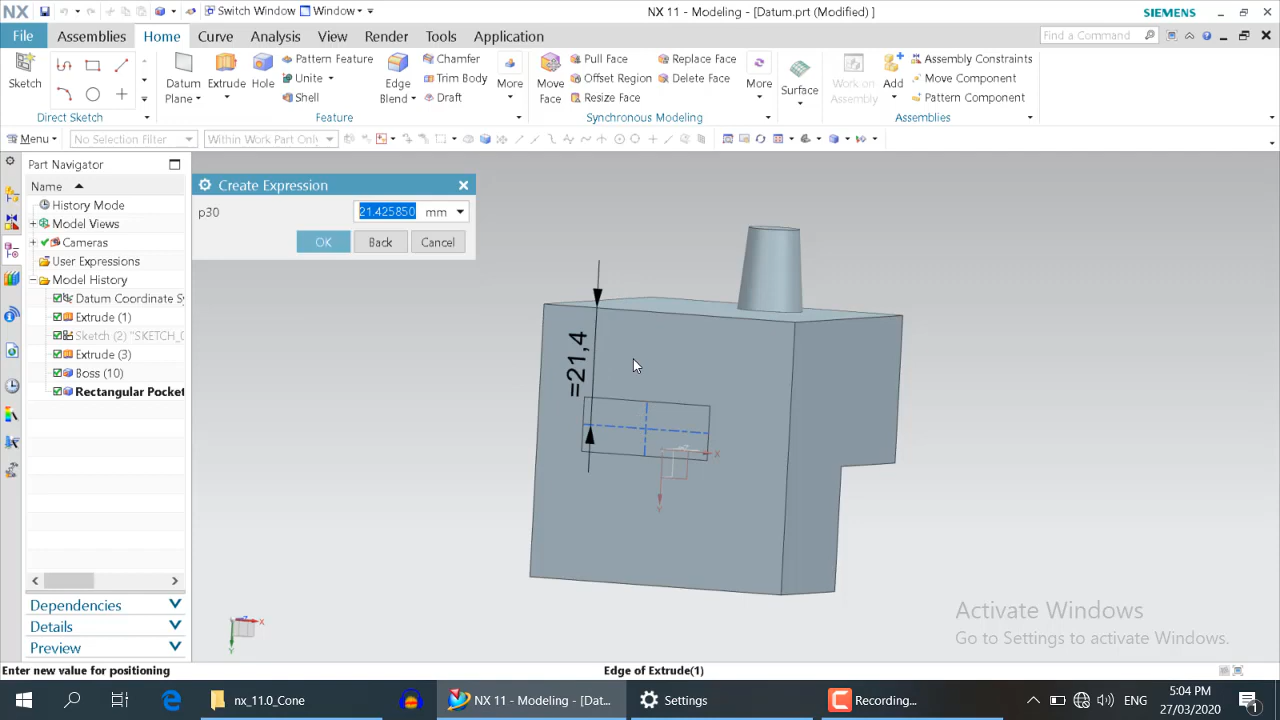 NX Switch Window Window NX 11 - Modeling - [Datum.prt (Modified) ] SIEMENS
File Assemblies Home Curve Analysis View Render Tools Application Find a Command
Sketch
Direct Sketch
Datum Plane Extrude Hole Pattern Feature Unite Shell Edge Blend Chamfer Trim Body Draft More
Feature
Move Face Pull Face Offset Region Resize Face Replace Face Delete Face More
Synchronous Modeling
Surface
Work on Assembly Add Assembly Constraints Move Component Pattern Component
Assemblies
Menu No Selection Filter Within Work Part Only
Part Navigator
Name
History Mode
Model Views
Cameras
User Expressions
Model History
Datum Coordinate Sy
Extrude (1)
Sketch (2) "SKETCH_0
Extrude (3)
Boss (10)
Rectangular Pocket
Dependencies
Details
Preview
Create Expression
p30 21.425850 mm
OK Back Cancel
=21,4
X
Y
X
Y
Activate Windows
Go to Settings to activate Windows.
Enter new value for positioning Edge of Extrude(1)
nx_11.0_Cone NX 11 - Modeling - [Dat... Settings Recording... ENG 5:04 PM
27/03/2020
1